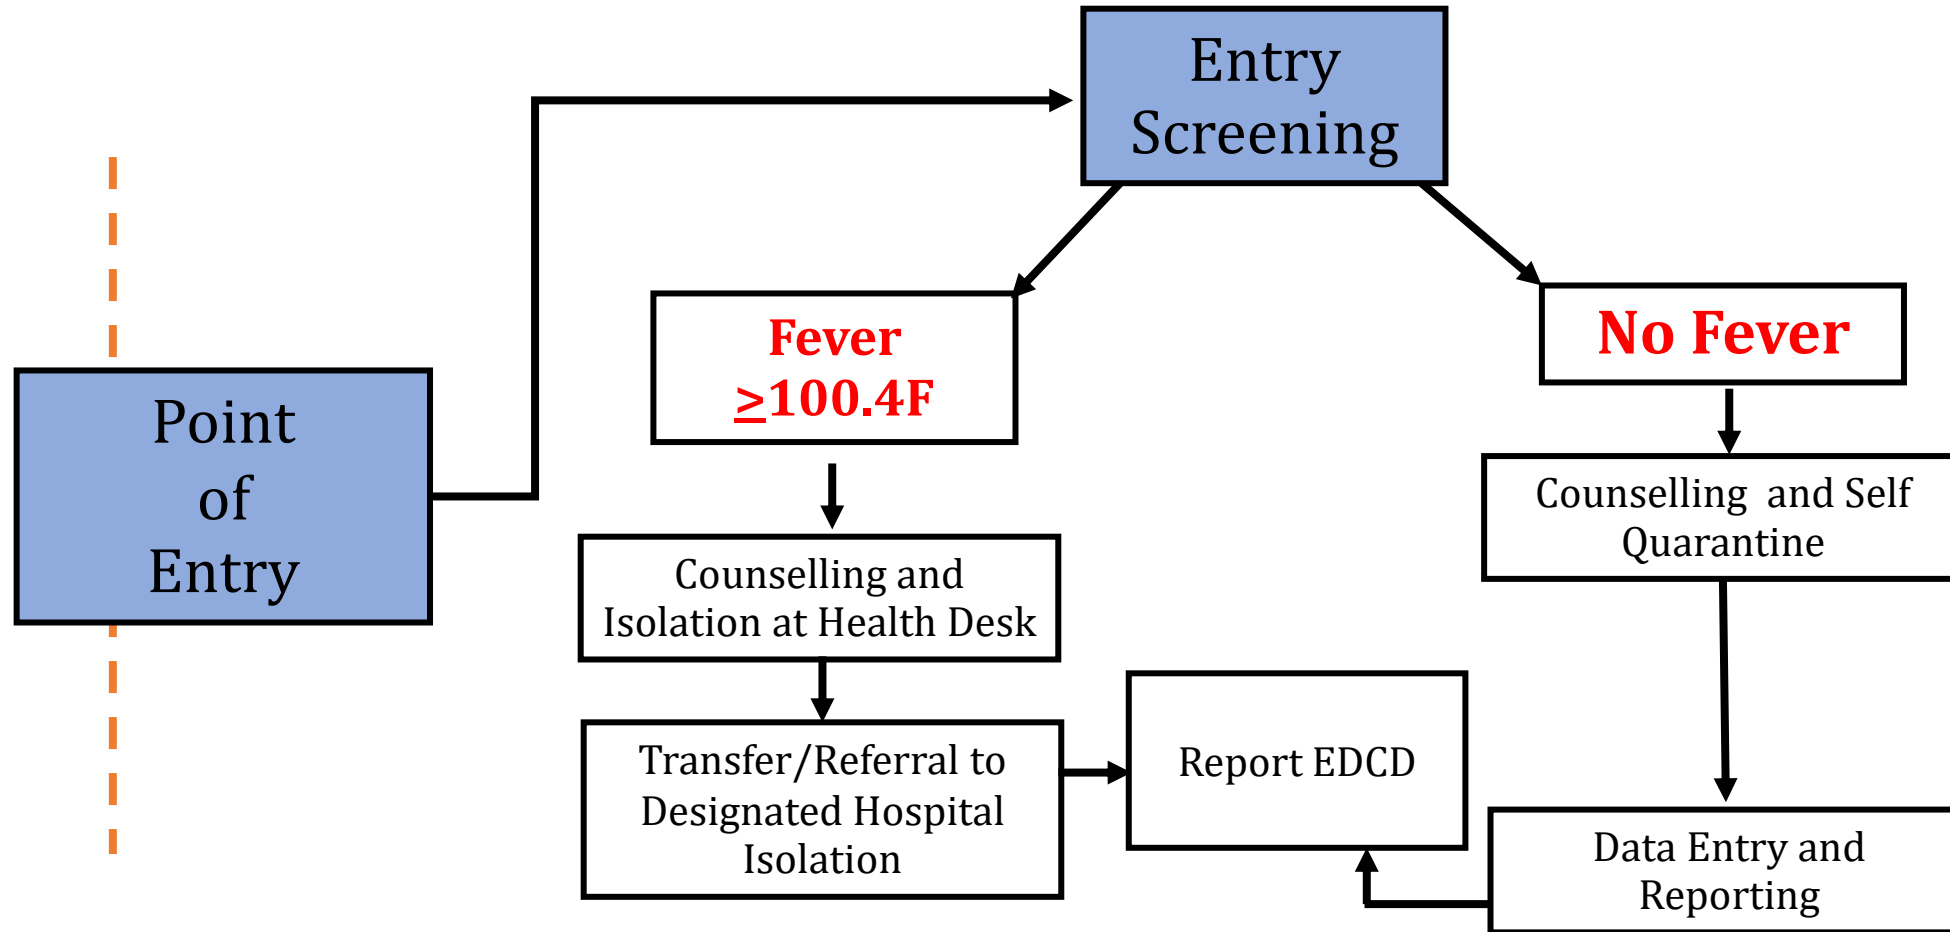 Entry
Screening
Point
of
Entry
Fever
≥100.4F
No Fever
Counselling and
Isolation at Health Desk
Counselling  and Self
Quarantine
Transfer/Referral to
Designated Hospital
Isolation
Report EDCD
Data Entry and
Reporting